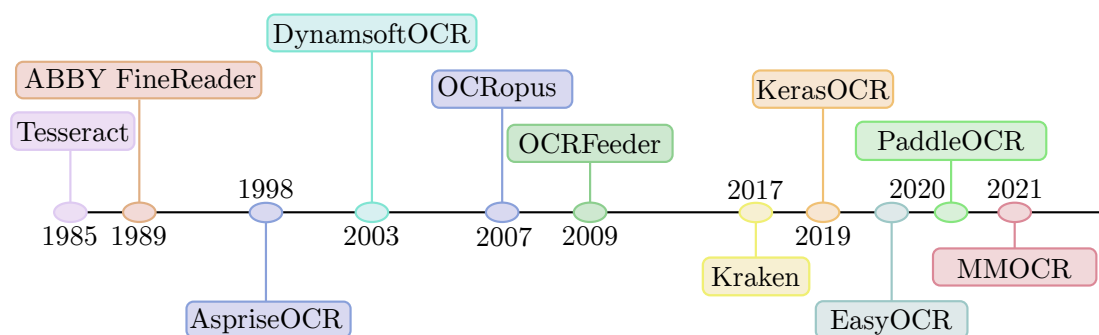 DynamsoftOCR
ABBY FineReader
OCRopus
KerasOCR
Tesseract
OCRFeeder
PaddleOCR
1998
2017
2020
2021
1985
1989
2003
2007
2009
2019
Kraken
MMOCR
AspriseOCR
EasyOCR